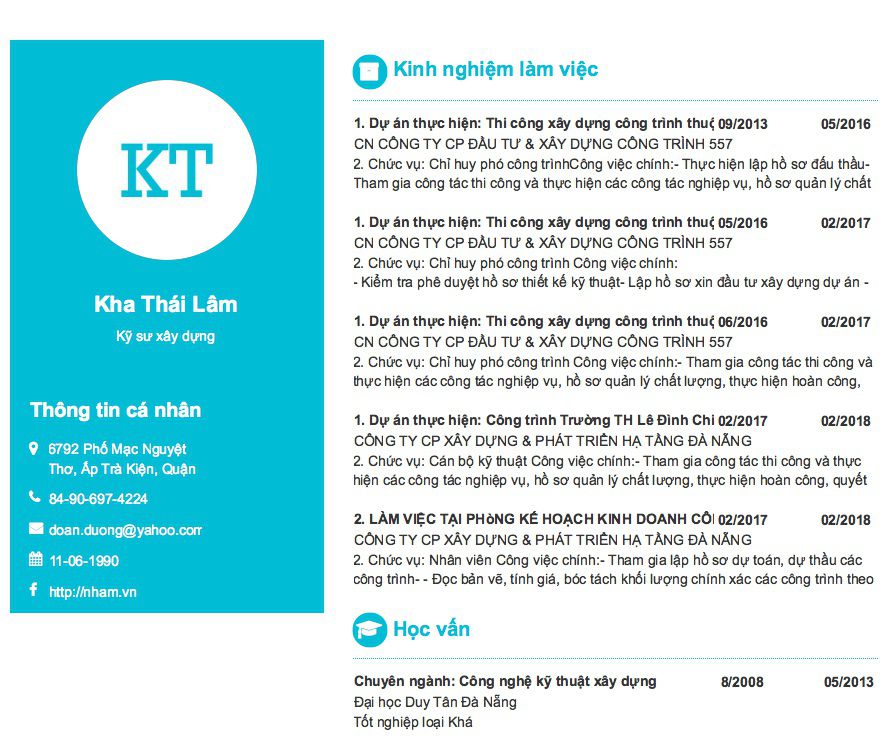 KT
Kha Thái Lâm
Kỹ sư xây dựng
Thông tin cá nhân
6792 Phố Mạc Nguyệt
Thơ, Ấp Trà Kiện, Quận
84-90-697-4224
doan.duong@yahoo.com
11-06-1990
http://nham.vn
Kinh nghiệm làm việc
1. Dự án thực hiện: Thi công xây dựng công trình thuộ 09/2013 05/2016
CN CÔNG TY CP ĐẦU TƯ & XÂY DỰNG CÔNG TRÌNH 557
2. Chức vụ: Chỉ huy phó công trìnhCông việc chính:- Thực hiện lập hồ sơ đấu thầu-
Tham gia công tác thi công và thực hiện các công tác nghiệp vụ, hồ sơ quản lý chất
1. Dự án thực hiện: Thi công xây dựng công trình thuộ 05/2016 02/2017
CN CÔNG TY CP ĐẦU TƯ & XÂY DỰNG CÔNG TRÌNH 557
2. Chức vụ: Chỉ huy phó công trình Công việc chính:
- Kiểm tra phê duyệt hồ sơ thiết kế kỹ thuật- Lập hồ sơ xin đầu tư xây dựng dự án -
1. Dự án thực hiện: Thi công xây dựng công trình thuộ 06/2016 02/2017
CN CÔNG TY CP ĐẦU TƯ & XÂY DỰNG CÔNG TRÌNH 557
2. Chức vụ: Chỉ huy phó công trình Công việc chính:- Tham gia công tác thi công và
thực hiện các công tác nghiệp vụ, hồ sơ quản lý chất lượng, thực hiện hoàn công,
1. Dự án thực hiện: Công trình Trường TH Lê Đình Chi 02/2017 02/2018
CÔNG TY CP XÂY DỰNG & PHÁT TRIỂN HẠ TẦNG ĐÀ NẴNG
2. Chức vụ: Cán bộ kỹ thuật Công việc chính:- Tham gia công tác thi công và thực
hiện các công tác nghiệp vụ, hồ sơ quản lý chất lượng, thực hiện hoàn công, quyết
2. LÀM VIỆC TẠI PHòNG KẾ HOẠCH KINH DOANH CÔI 02/2017 02/2018
CÔNG TY CP XÂY DỰNG & PHÁT TRIỂN HẠ TẦNG ĐÀ NẴNG
2. Chức vụ: Nhân viên Công việc chính:- Tham gia lập hồ sơ dự toán, dự thầu các
công trình- - Đọc bản vẽ, tính giá, bóc tách khối lượng chính xác các công trình theo
Học vấn
Chuyên ngành: Công nghệ kỹ thuật xây dựng 8/2008 05/2013
Đại học Duy Tân Đà Nẵng
Tốt nghiệp loại Khá